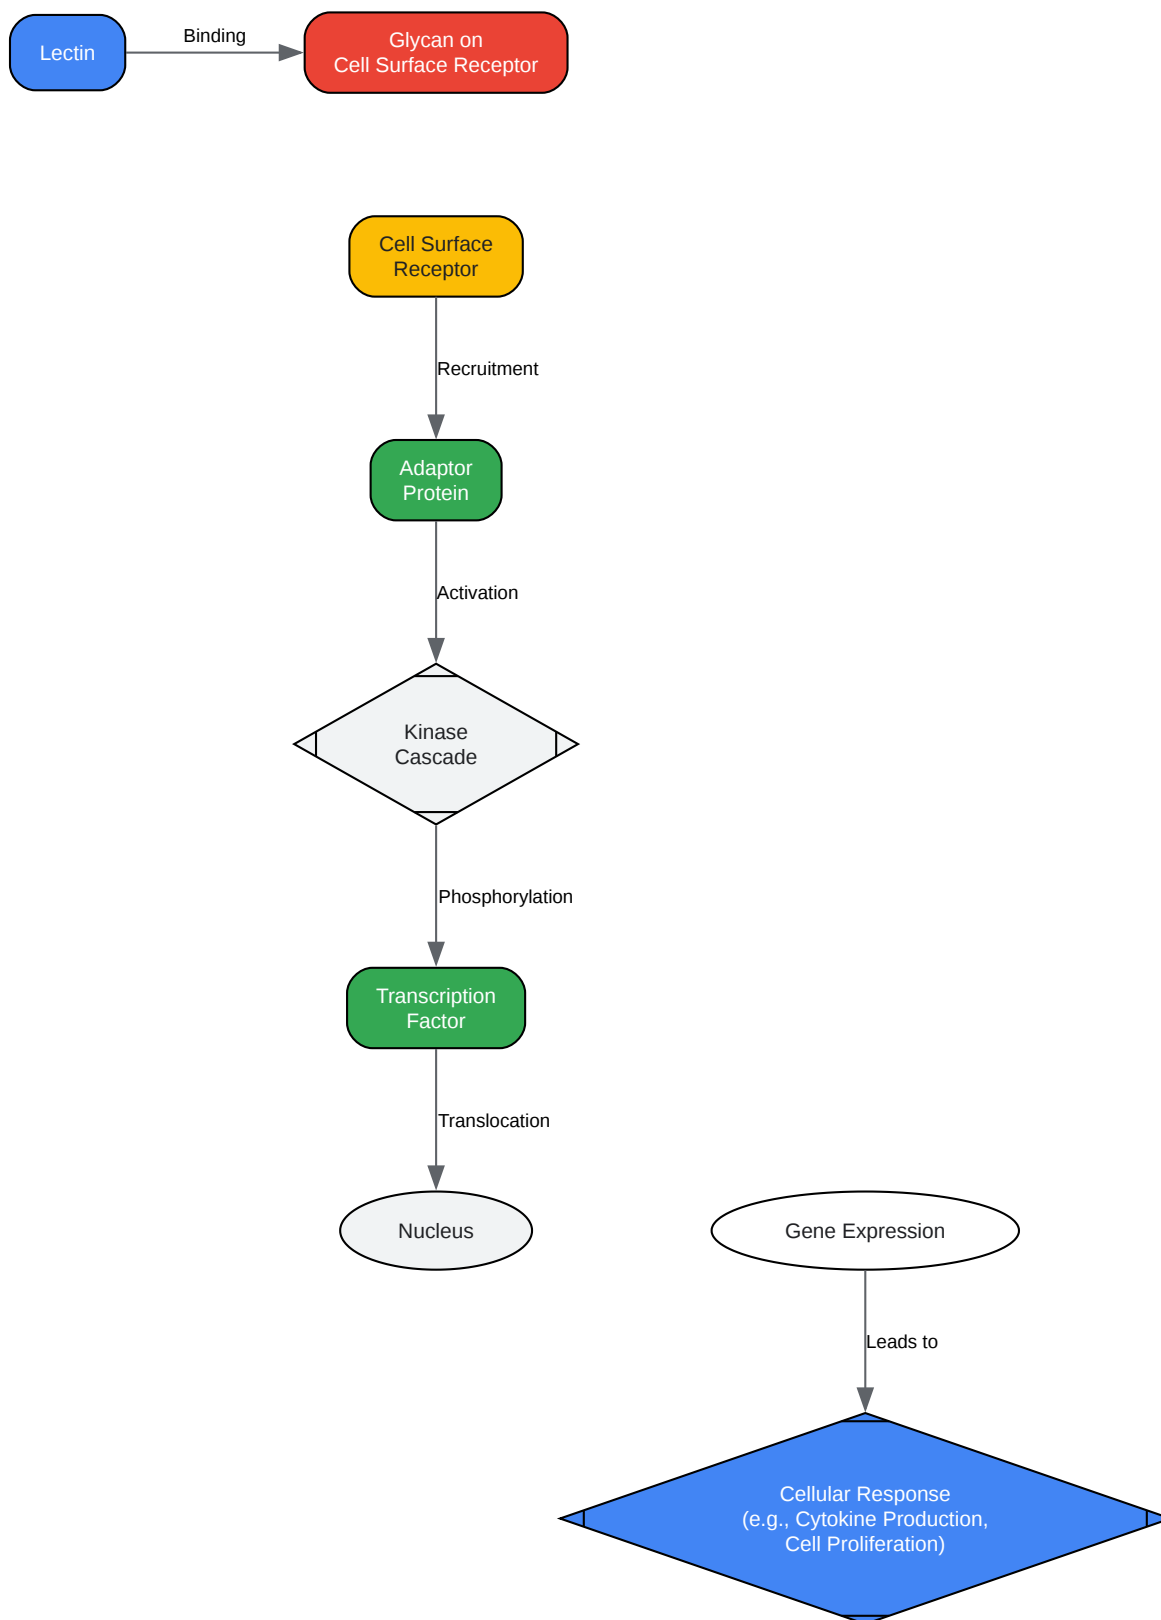 Lectin
Binding
Glycan on
Cell Surface Receptor
Cell Surface
Receptor
Recruitment
Adaptor
Protein
Activation
Kinase
Cascade
Phosphorylation
Transcription
Factor
Translocation
Nucleus
Gene Expression
Leads to
Cellular Response
(e.g., Cytokine Production,
Cell Proliferation)